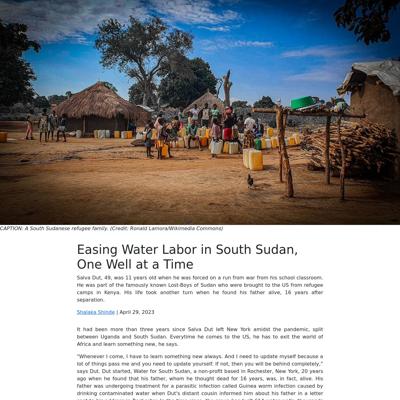 CAPTION: A South Sudanese refugee family. (Credit: Ronald Lamora/Wikimedia Commons)
Easing Water Labor in South Sudan,
One Well at a Time
Salva Dut, 49, was 11 years old when he was forced on a run from war from his school classroom.
He was part of the famously known Lost-Boys of Sudan who were brought to the US from refugee
camps in Kenya. His life took another turn when he found his father alive, 16 years after
separation.
Shalaka Shinde | April 29, 2023
It had been more than three years since Salva Dut left New York amidst the pandemic, split
between Uganda and South Sudan. Everytime he comes to the US, he has to exit the world of
Africa and learn something new, he says.
"Whenever I come, I have to learn something new always. And I need to update myself because a
lot of things pass me and you need to update yourself. If not, then you will be behind completely,"
says Dut. Dut started, Water for South Sudan, a non-profit based in Rochester, New York, 20 years
ago when he found that his father, whom he thought dead for 16 years, was, in fact, alive. His
father was undergoing treatment for a parasitic infection called Guinea worm infection caused by
drinking contaminated water when Dut's distant cousin informed him about his father in a letter